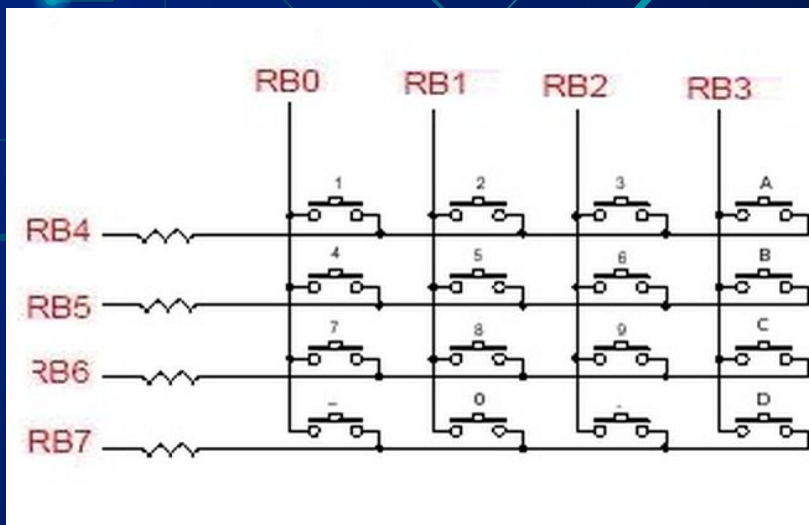 RB0 RB1 RB2 RB3
1 2 3 A
RB4
4 5 6 B
RB5
7 8 9 C
RB6
_ 0 . D
RB7